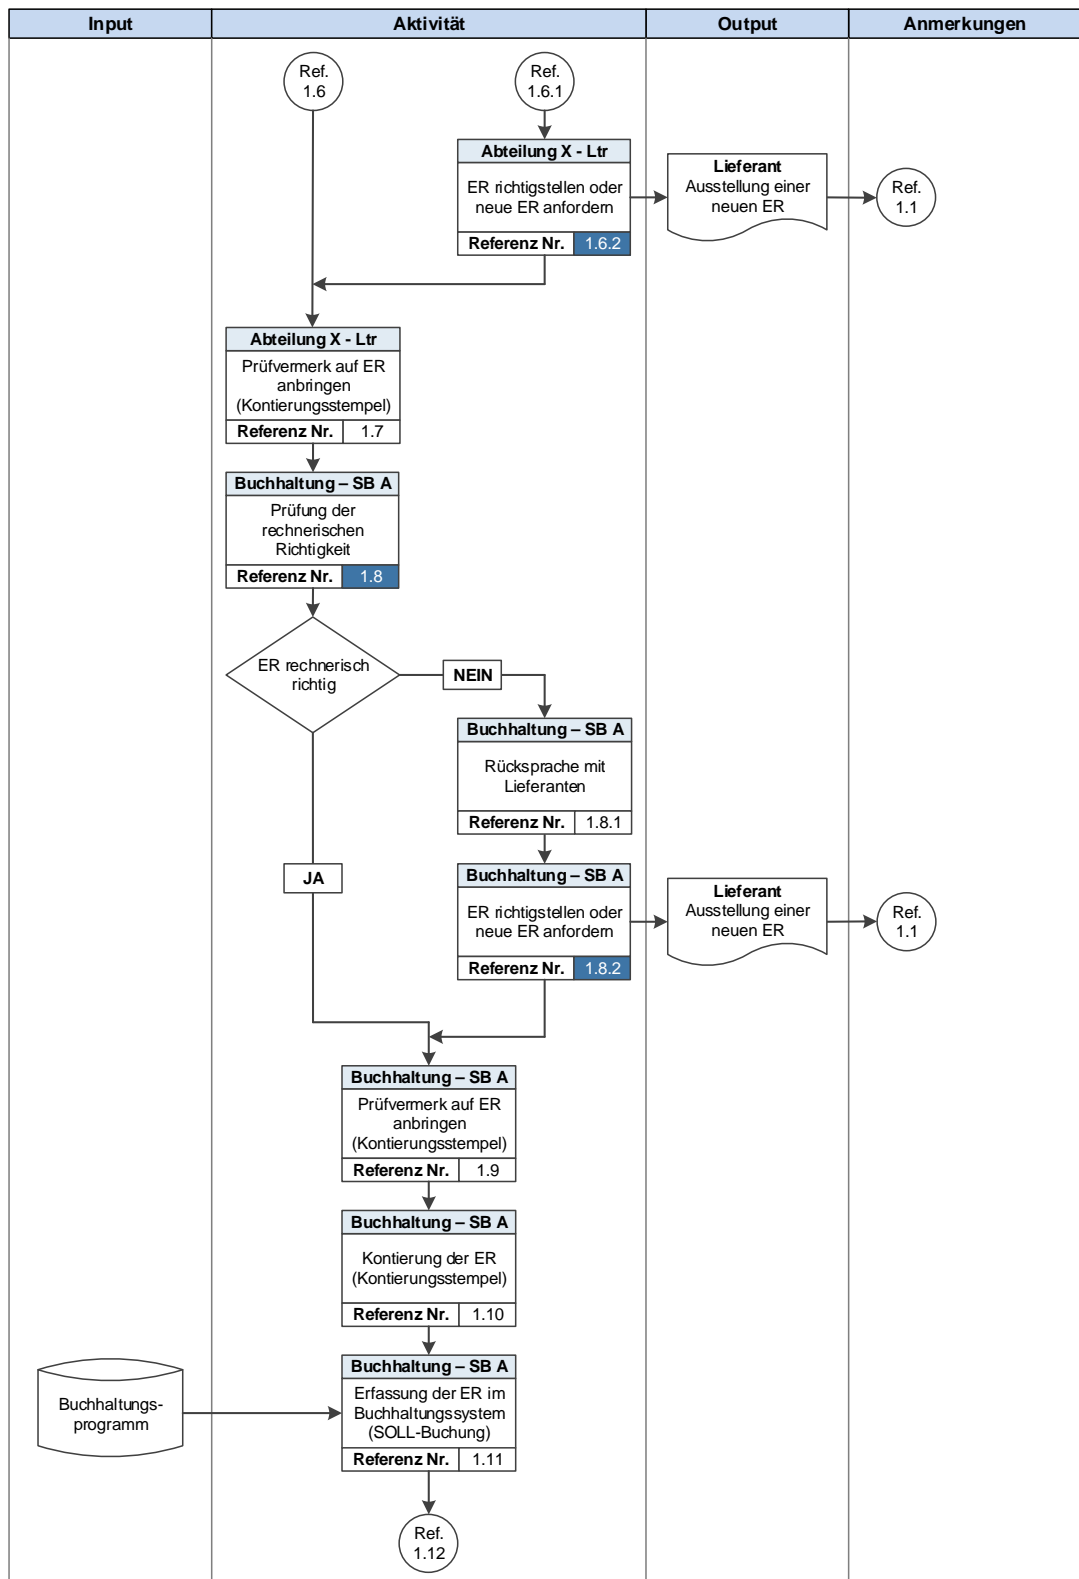 Input
Aktivität
Output
Anmerkungen
Ref.
1.6
Ref.
1.6.1
Abteilung X - Ltr
ER richtigstellen oder
neue ER anfordern
Referenz Nr.
1.6.2
Lieferant
Ausstellung einer
neuen ER
Ref.
1.1
Abteilung X - Ltr
Prüfvermerk auf ER
anbringen
(Kontierungsstempel)
Referenz Nr.
1.7
Buchhaltung – SB A
Prüfung der
rechnerischen
Richtigkeit
Referenz Nr.
1.8
ER rechnerisch
richtig
NEIN
Buchhaltung – SB A
Rücksprache mit
Lieferanten
Referenz Nr.
1.8.1
JA
Buchhaltung – SB A
ER richtigstellen oder
neue ER anfordern
Referenz Nr.
1.8.2
Lieferant
Ausstellung einer
neuen ER
Ref.
1.1
Buchhaltung – SB A
Prüfvermerk auf ER
anbringen
(Kontierungsstempel)
Referenz Nr.
1.9
Buchhaltung – SB A
Kontierung der ER
(Kontierungsstempel)
Referenz Nr.
1.10
Buchhaltungs-
programm
Buchhaltung – SB A
Erfassung der ER im
Buchhaltungssystem
(SOLL-Buchung)
Referenz Nr.
1.11
Ref.
1.12